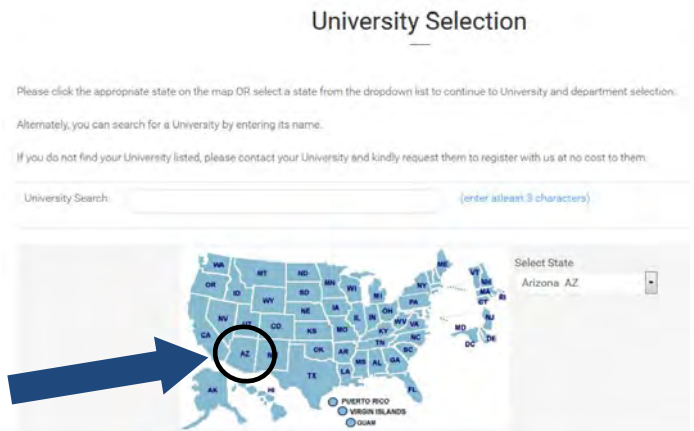 University Selection
Please click the appropriate state on the map OR select a state from the dropdown list to continue to University and department selection.
Alternately, you can search for a University by entering its name.
If you do not find your University listed, please contact your University and kindly request them to register with us at no cost to them.
University Search:
(enter atleast 3 characters)
Select State
Arizona AZ
WA
MT
ND
MN
WI
MI
ME
VT
NH
MA
RI
CT
NY
OR
ID
WY
SD
IA
IL
IN
OH
PA
NJ
NV
UT
CO
NE
KS
MO
KY
WV
VA
MD
DE
DC
CA
AZ
OK
AR
TN
NC
SC
MS
AL
GA
TX
LA
FL
AK
HI
PUERTO RICO
VIRGIN ISLANDS
GUAM